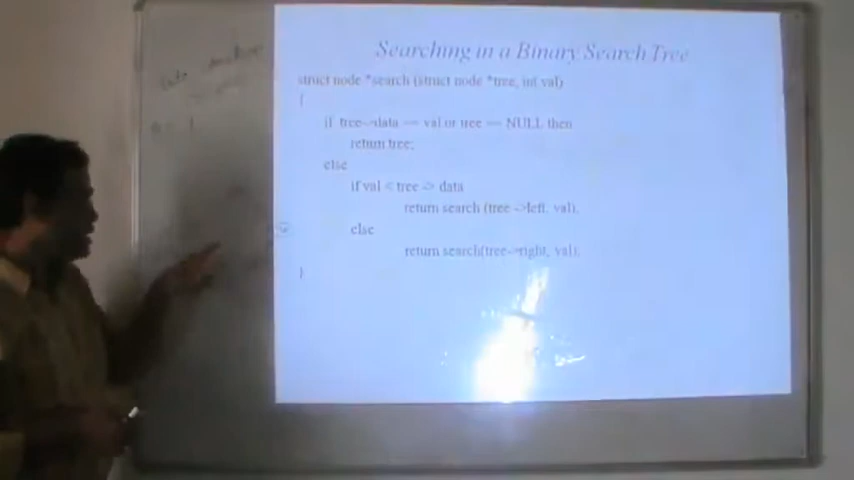 Searching in a Binary Search Tree
struct node *search (struct node *tree, int val)
{
if tree->data == val or tree == NULL then
return tree;
else
if val < tree -> data
return search (tree ->left, val);
else
return search(tree->right, val);
}